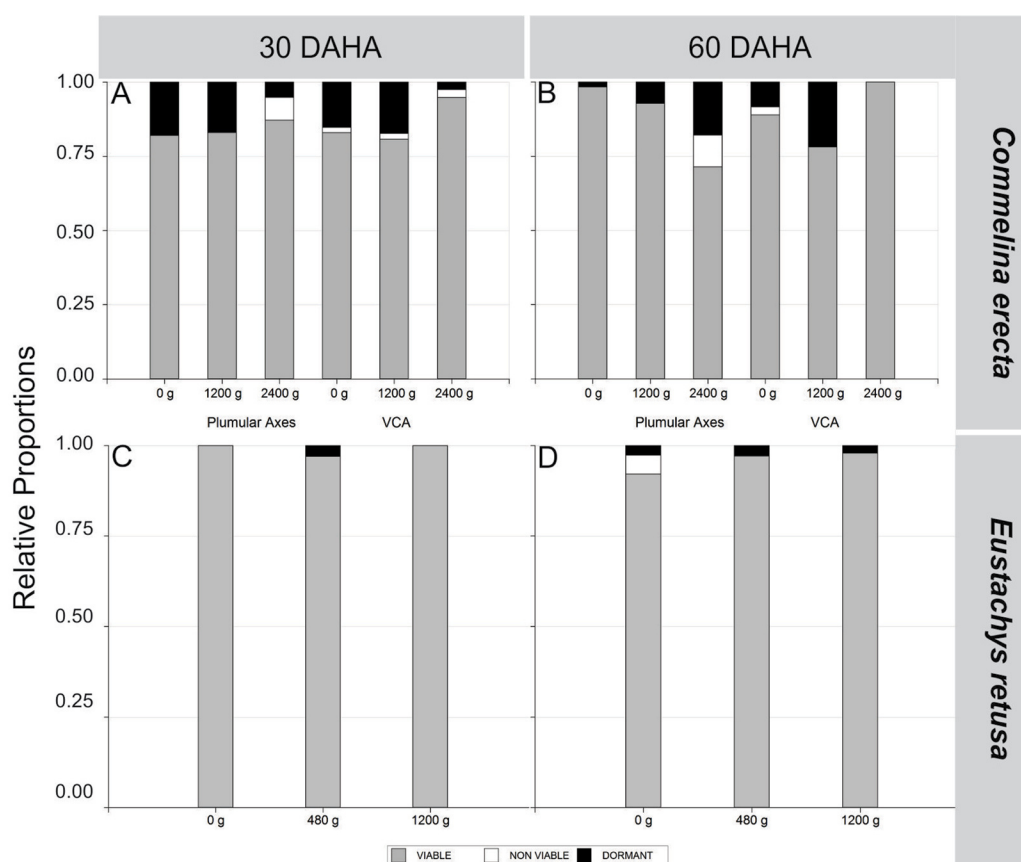 30 DAHA 60 DAHA
A B
1.00
0.75
0.50
0.25
0.00
Relative Proportions
Commelina erecta
0 g 1200 g 2400 g 0 g 1200 g 2400 g 0 g 1200 g 2400 g 0 g 1200 g 2400 g
Plumular Axes VCA Plumular Axes VCA
C D
1.00
0.75
0.50
0.25
0.00
Eustachys retusa
0 g 480 g 1200 g 0 g 480 g 1200 g
VIABLE NON VIABLE DORMANT